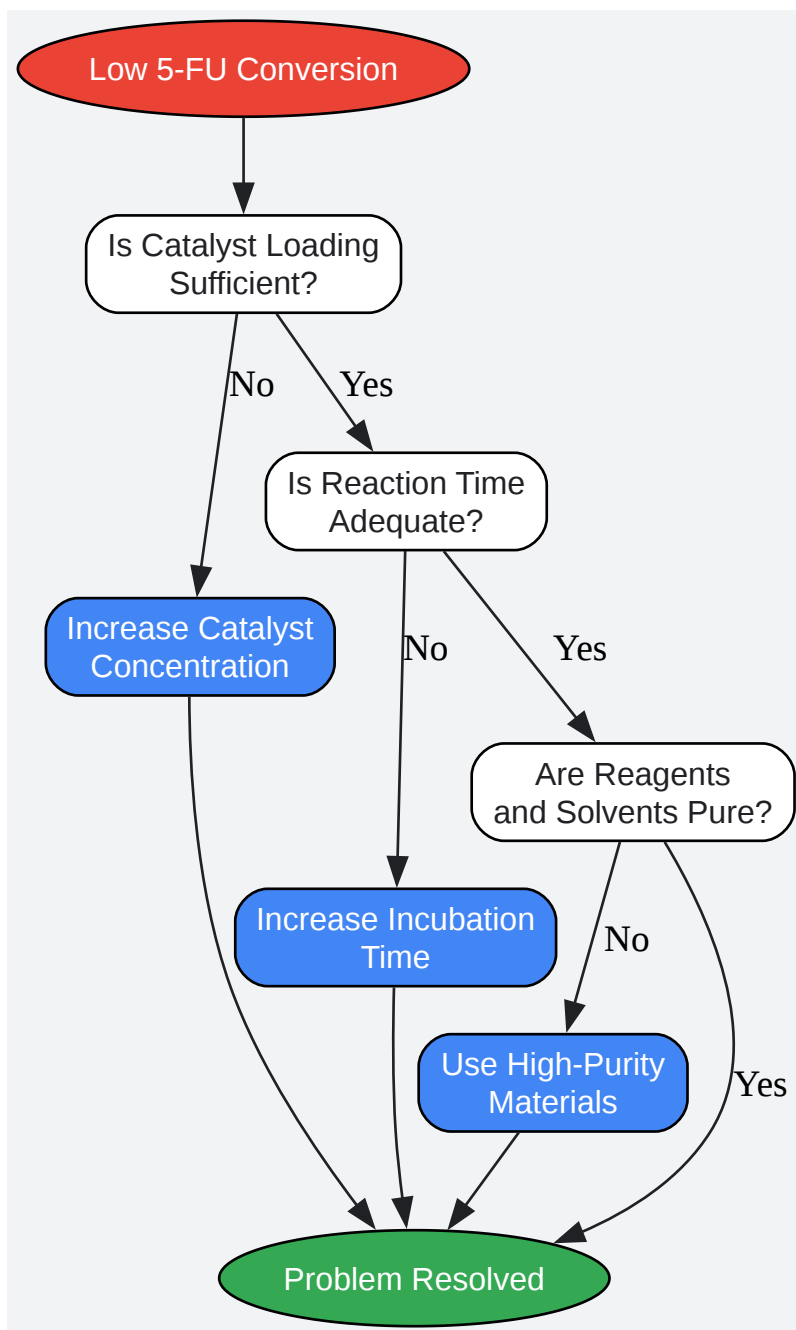 Low 5-FU Conversion
Is Catalyst Loading
Sufficient?
No
Yes
Is Reaction Time
Adequate?
Increase Catalyst
Concentration
No
Yes
Are Reagents
and Solvents Pure?
Increase Incubation
Time
No
Use High-Purity
Materials
Yes
Problem Resolved